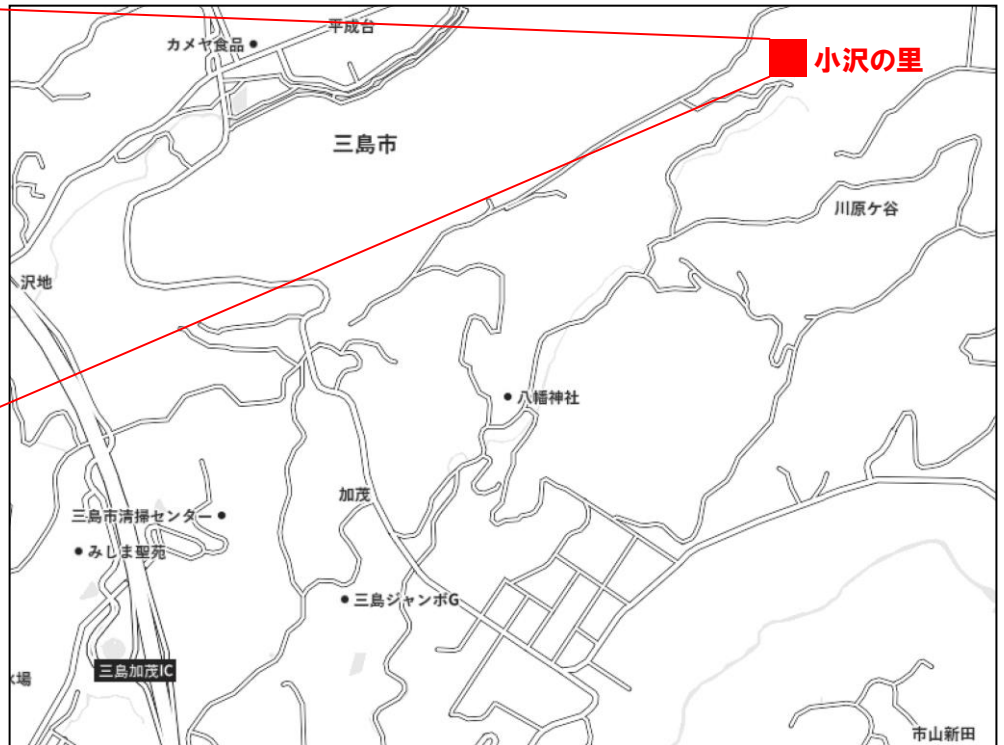 平成台
カメヤ食品
小沢の里
三島市
川原ケ谷
沢地
八幡神社
加茂
三島市清掃センター
みしま聖苑
三島ジャンボG
三島加茂IC
場
市山新田